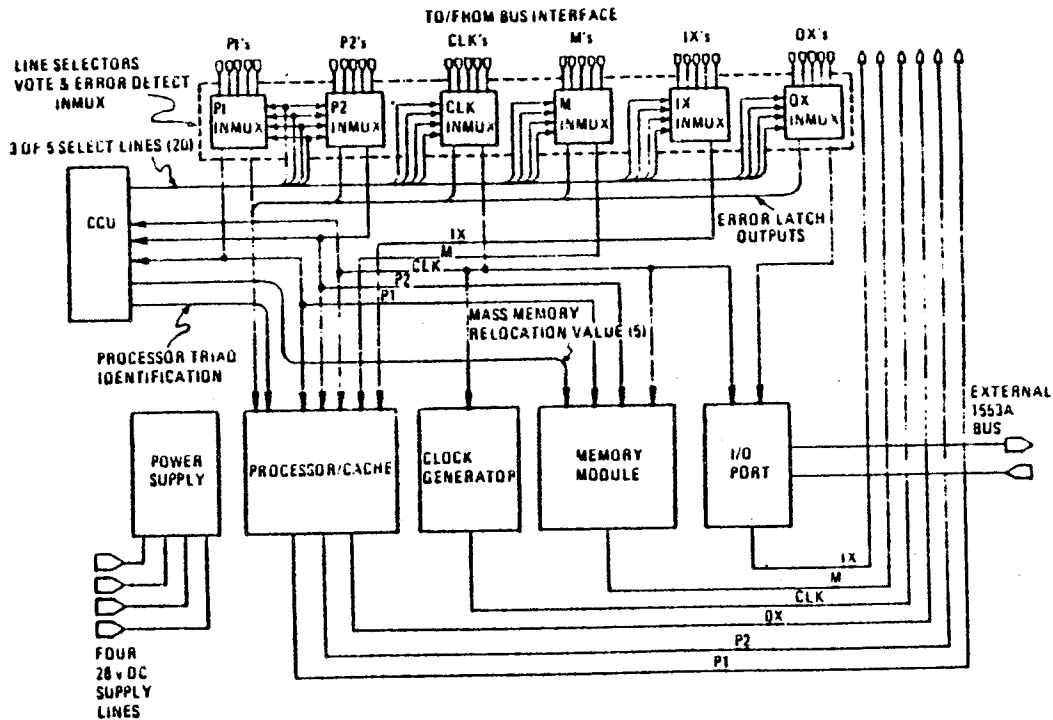 TO/FHOM BUS INTERFACE
P1's
P2's
CLK's
M's
IX's
OX's
LINE SELECTORS
VOTE & ERROR DETECT
INMUX
P1
INMUX
P2
INMUX
CLK
INMUX
M
INMUX
IX
INMUX
OX
INMUX
3 OF 5 SELECT LINES (20)
CCU
ERROR LATCH
OUTPUTS
IX
M
CLK
P2
P1
MASS MEMORY
RELOCATION VALUE (5)
PROCESSOR TRIAD
IDENTIFICATION
EXTERNAL
1553A
BUS
POWER
SUPPLY
PROCESSOR/CACHE
CLOCK
GENERATOR
MEMORY
MODULE
I/O
PORT
IX
M
CLK
OX
P2
P1
FOUR
28 v DC
SUPPLY
LINES